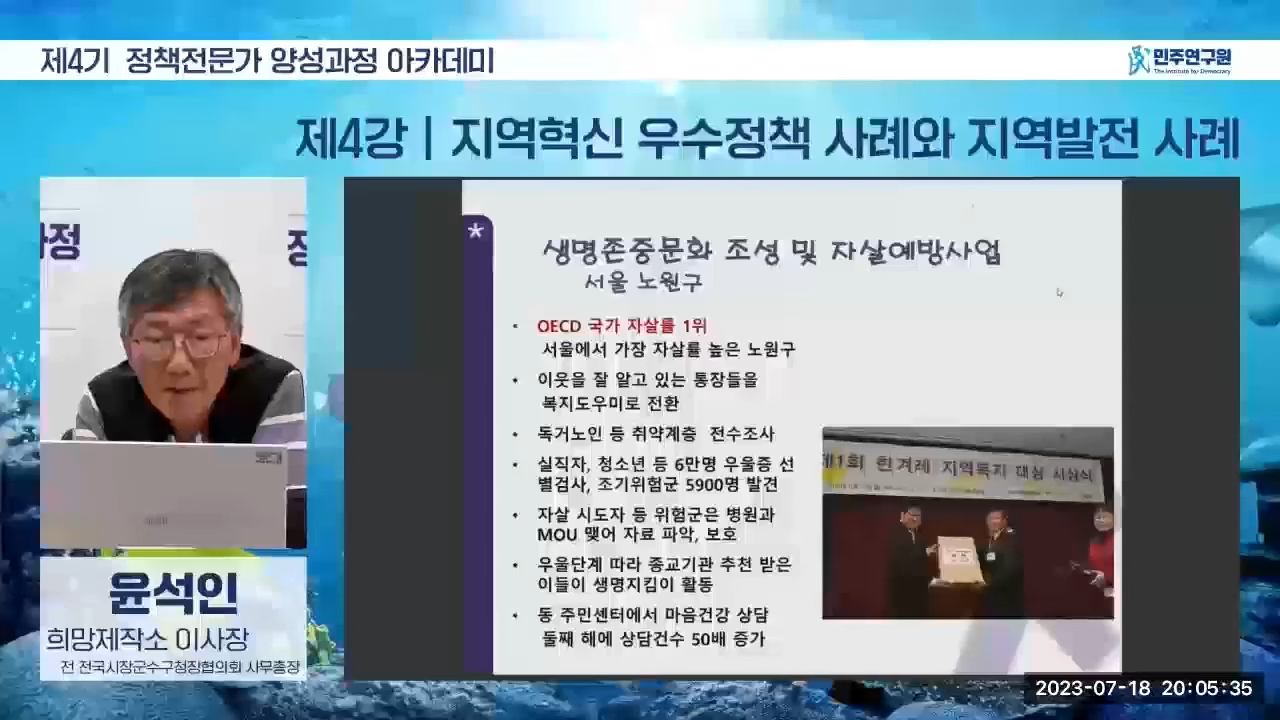 제4기 정책전문가 양성과정 아카데미
민주연구원
The Institute for Democracy
제4강 | 지역혁신 우수정책 사례와 지역발전 사례
정
*
생명존중문화 조성 및 자살예방사업
서울 노원구
• OECD 국가 자살률 1위
서울에서 가장 자살률 높은 노원구
• 이웃을 잘 알고 있는 통장들을
복지도우미로 전환
• 독거노인 등 취약계층 전수조사
• 실직자, 청소년 등 6만명 우울증 선
별검사, 조기위험군 5900명 발견
• 자살 시도자 등 위험군은 병원과
MOU 맺어 자료 파악, 보호
• 우울단계 따라 종교기관 추천 받은
이들이 생명지킴이 활동
• 동 주민센터에서 마음건강 상담
둘째 해에 상담건수 50배 증가
제1회 한겨레 지역복지 대상 시상식
윤석인
희망제작소 이사장
전 전국시장군수구청장협의회 사무총장
2023-07-18 20:05:35